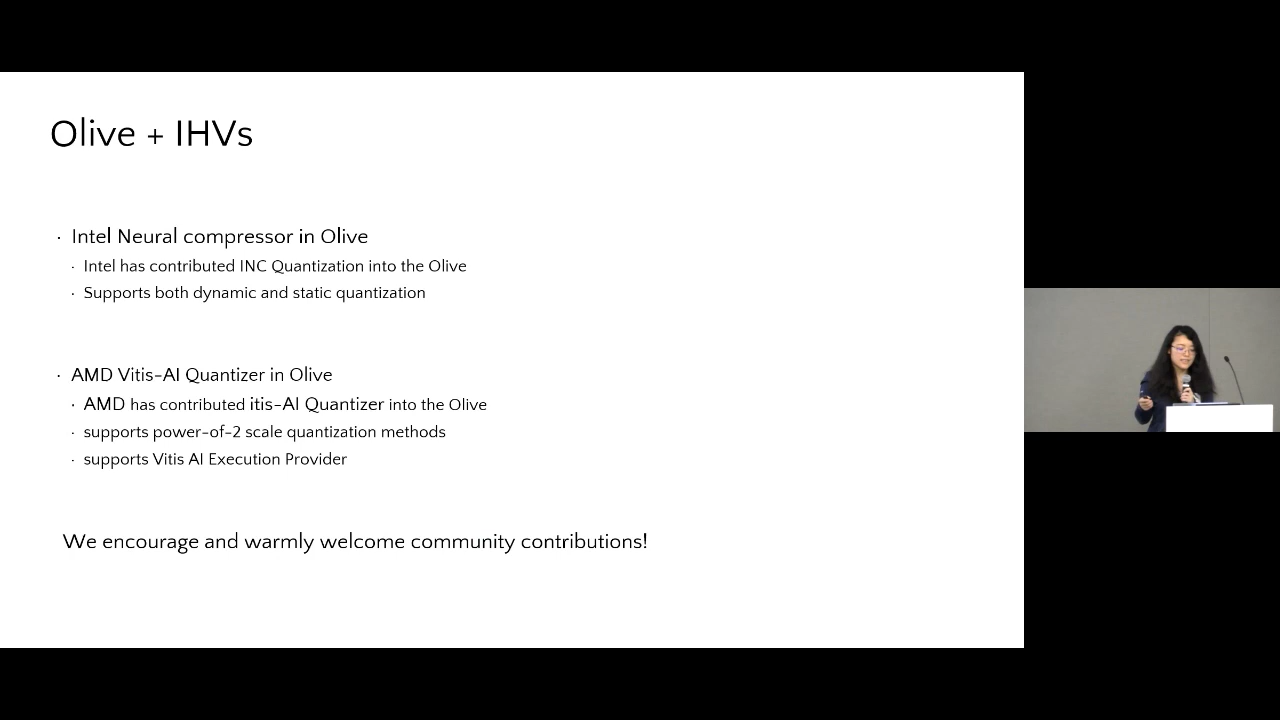 Olive + IHVs
· Intel Neural compressor in Olive
· Intel has contributed INC Quantization into the Olive
· Supports both dynamic and static quantization
· AMD Vitis-AI Quantizer in Olive
· AMD has contributed itis-AI Quantizer into the Olive
· supports power-of-2 scale quantization methods
· supports Vitis AI Execution Provider
We encourage and warmly welcome community contributions!